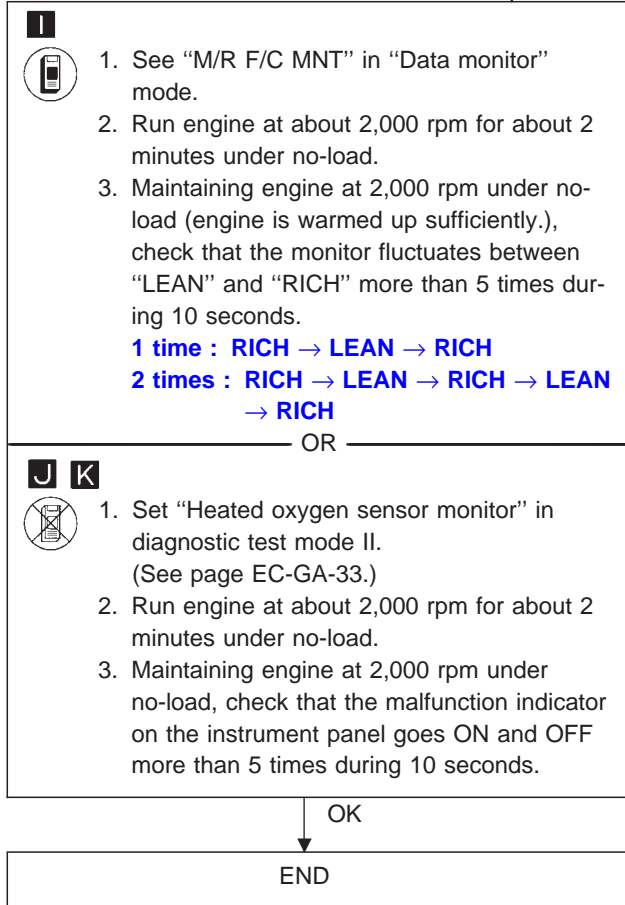 I
1. See ‘‘M/R F/C MNT’’ in ‘‘Data monitor’’
mode.
2. Run engine at about 2,000 rpm for about 2
minutes under no-load.
3. Maintaining engine at 2,000 rpm under no-
load (engine is warmed up sufficiently.),
check that the monitor fluctuates between
‘‘LEAN’’ and ‘‘RICH’’ more than 5 times dur-
ing 10 seconds.
1 time : RICH → LEAN → RICH
2 times : RICH → LEAN → RICH → LEAN
→ RICH
OR
J K
1. Set ‘‘Heated oxygen sensor monitor’’ in
diagnostic test mode II.
(See page EC-GA-33.)
2. Run engine at about 2,000 rpm for about 2
minutes under no-load.
3. Maintaining engine at 2,000 rpm under
no-load, check that the malfunction indicator
on the instrument panel goes ON and OFF
more than 5 times during 10 seconds.
OK
END